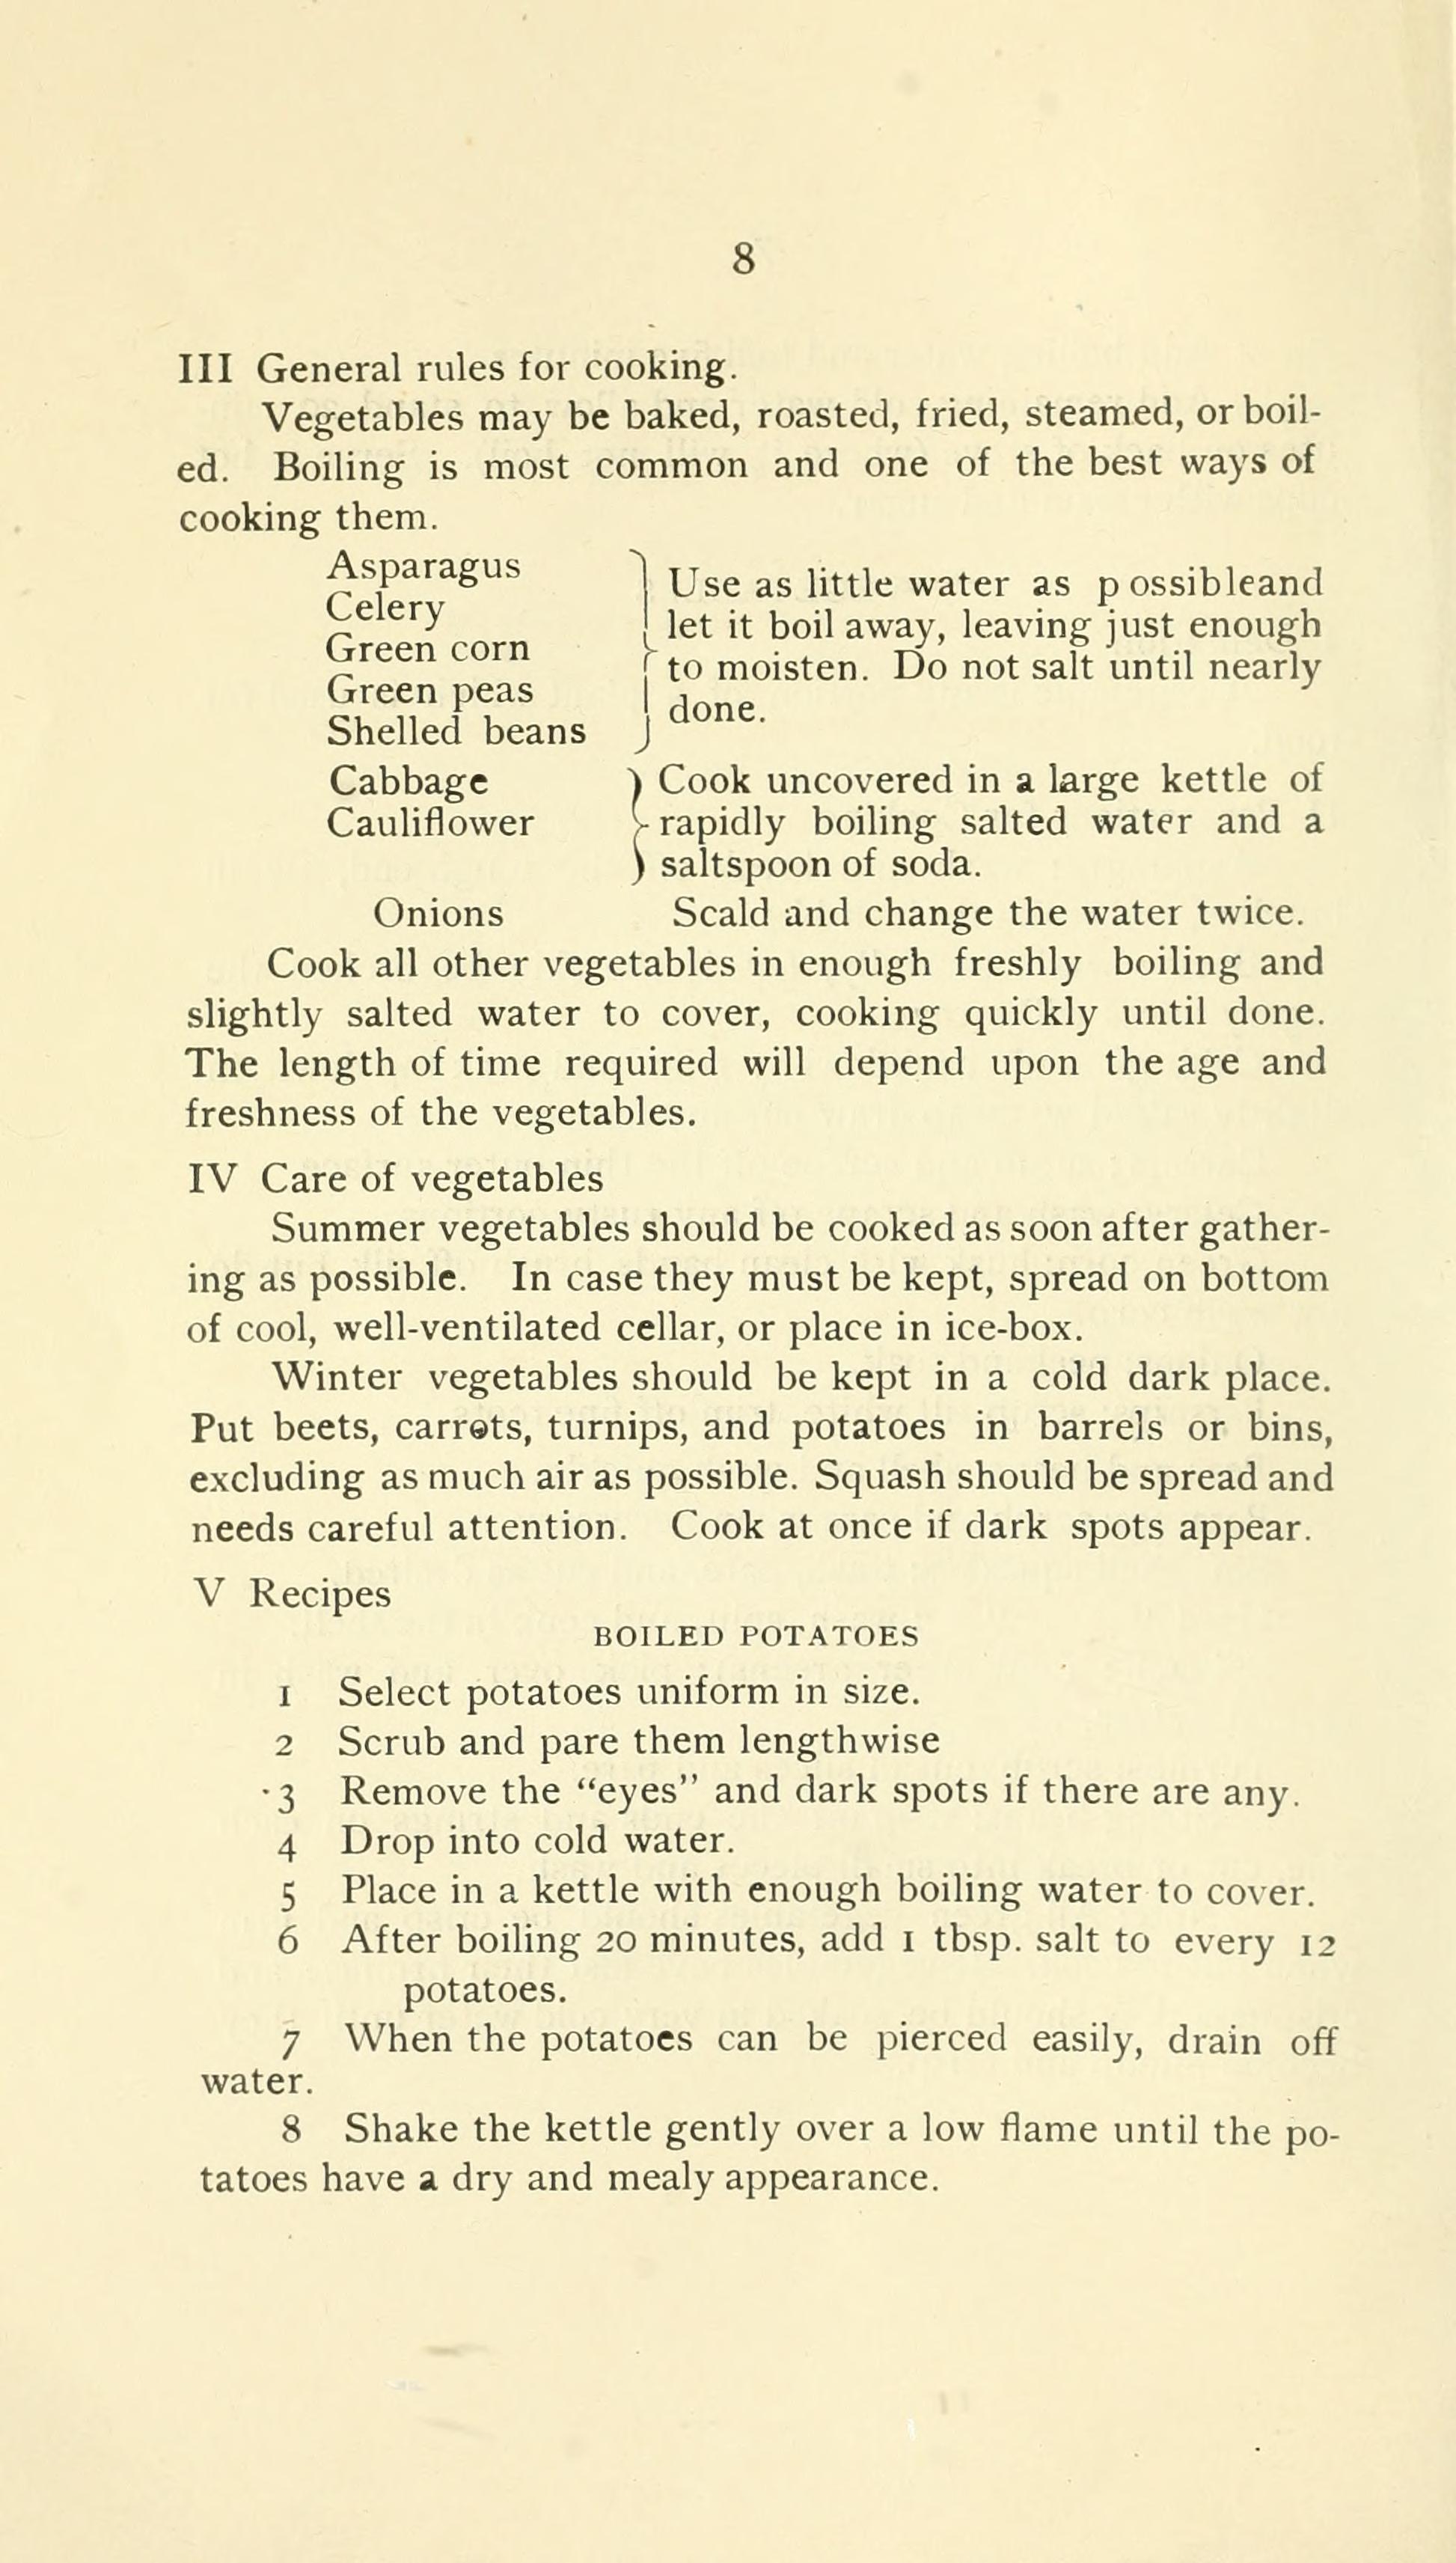 8
III General rules for cooking.
Vegetables may be baked, roasted, fried, steamed, or boil-
ed. Boiling is most common and one of the best ways of
cooking them.
Asparagus
Celery
Green corn
Green peas
Shelled beans
Use as little water as p ossibleand
let it boil away, leaving just enough
to moisten. Do not salt until nearly
done.
Cabbage
Cauliflower
Cook uncovered in a large kettle of
rapidly boiling salted water and a
saltspoon of soda.
Onions Scald and change the water twice.
Cook all other vegetables in enough freshly boiling and
slightly salted water to cover, cooking quickly until done.
The length of time required will depend upon the age and
freshness of the vegetables.
IV Care of vegetables
Summer vegetables should be cooked as soon after gather-
ing as possible. In case they must be kept, spread on bottom
of cool, well-ventilated cellar, or place in ice-box.
Winter vegetables should be kept in a cold dark place.
Put beets, carrots, turnips, and potatoes in barrels or bins,
excluding as much air as possible. Squash should be spread and
needs careful attention. Cook at once if dark spots appear.
V Recipes
BOILED POTATOES
1 Select potatoes uniform in size.
2 Scrub and pare them lengthwise
3 Remove the “eyes” and dark spots if there are any.
4 Drop into cold water.
5 Place in a kettle with enough boiling water to cover.
6 After boiling 20 minutes, add 1 tbsp. salt to every 12
potatoes.
7 When the potatoes can be pierced easily, drain off
water.
8 Shake the kettle gently over a low flame until the po-
tatoes have a dry and mealy appearance.